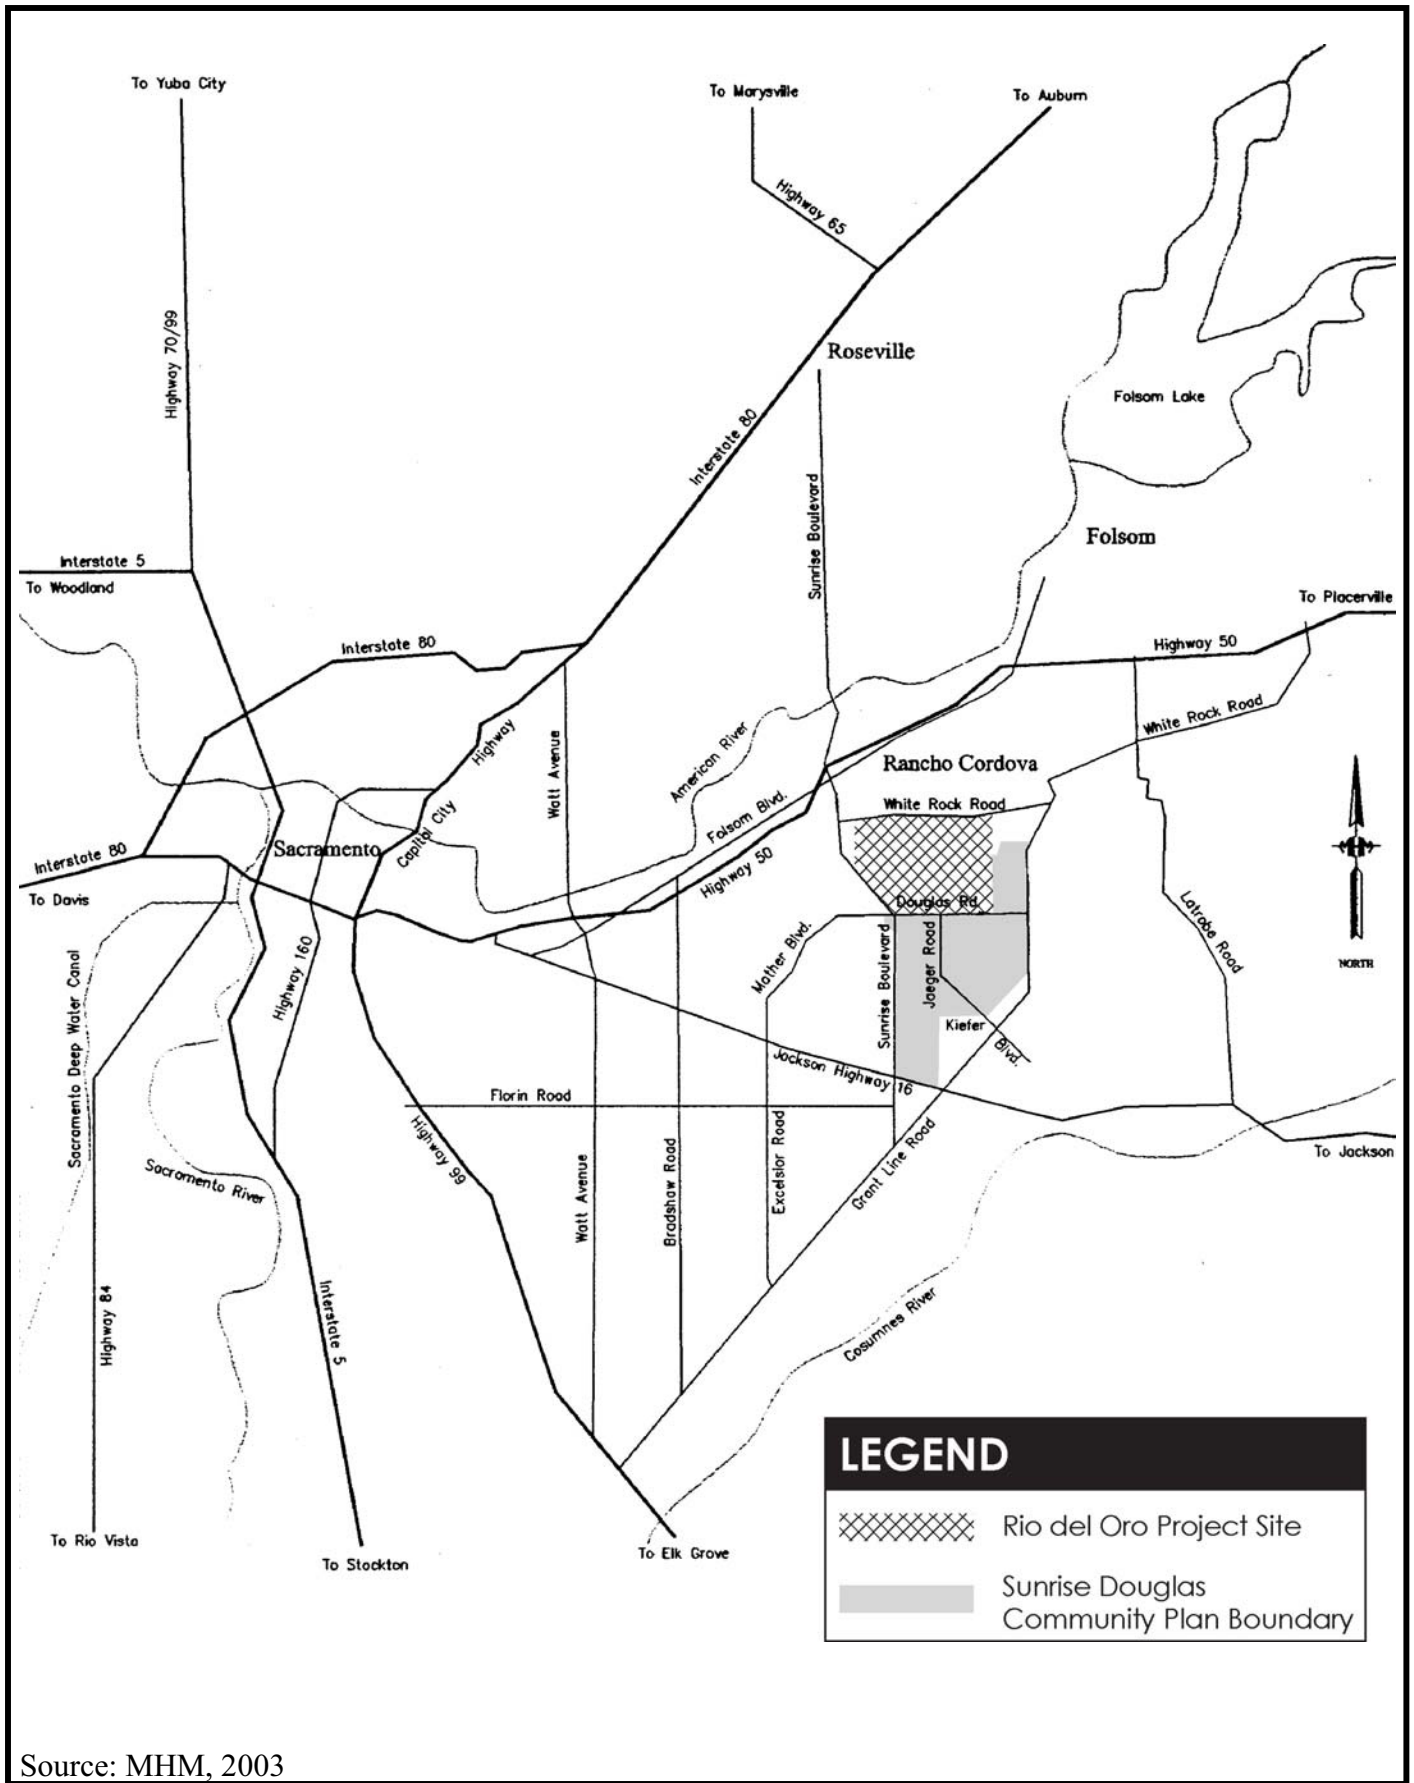 To Yuba City
To Marysville
To Auburn
Highway 65
Highway 70/99
Roseville
Folsom Lake
Interstate 80
Sunrise Boulevard
Folsom
Interstate 5
To Woodland
To Placerville
Interstate 80
Highway 50
White Rock Road
Capitol City Highway
Watt Avenue
American River
Rancho Cordova
Folsom Blvd.
White Rock Road
Sacramento
Interstate 80
To Davis
Highway 50
Douglas Rd.
Latrobe Road
NORTH
Mather Blvd.
Sunrise Boulevard
Jaeger Road
Highway 160
Sacramento Deep Water Canal
Kiefer Blvd.
Jackson Highway 16
Florin Road
Highway 99
Watt Avenue
Bradshaw Road
Excelsior Road
Grant Line Road
To Jackson
Sacramento River
Highway 84
Interstate 5
Cosumnes River
To Rio Vista
To Stockton
To Elk Grove
LEGEND
Rio del Oro Project Site
Sunrise Douglas
Community Plan Boundary
Source: MHM, 2003